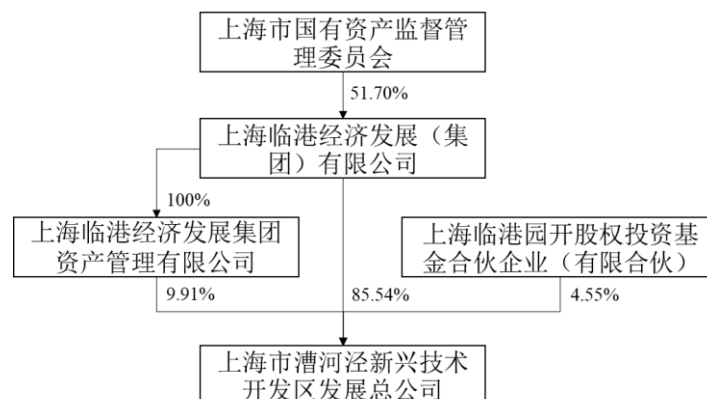 上海市国有资产监督管
理委员会
51.70%
上海临港经济发展（集
团）有限公司
100%
上海临港经济发展集团
资产管理有限公司
上海临港园开股权投资基
金合伙企业（有限合伙）
9.91%
85.54%
4.55%
上海市漕河泾新兴技术
开发区发展总公司